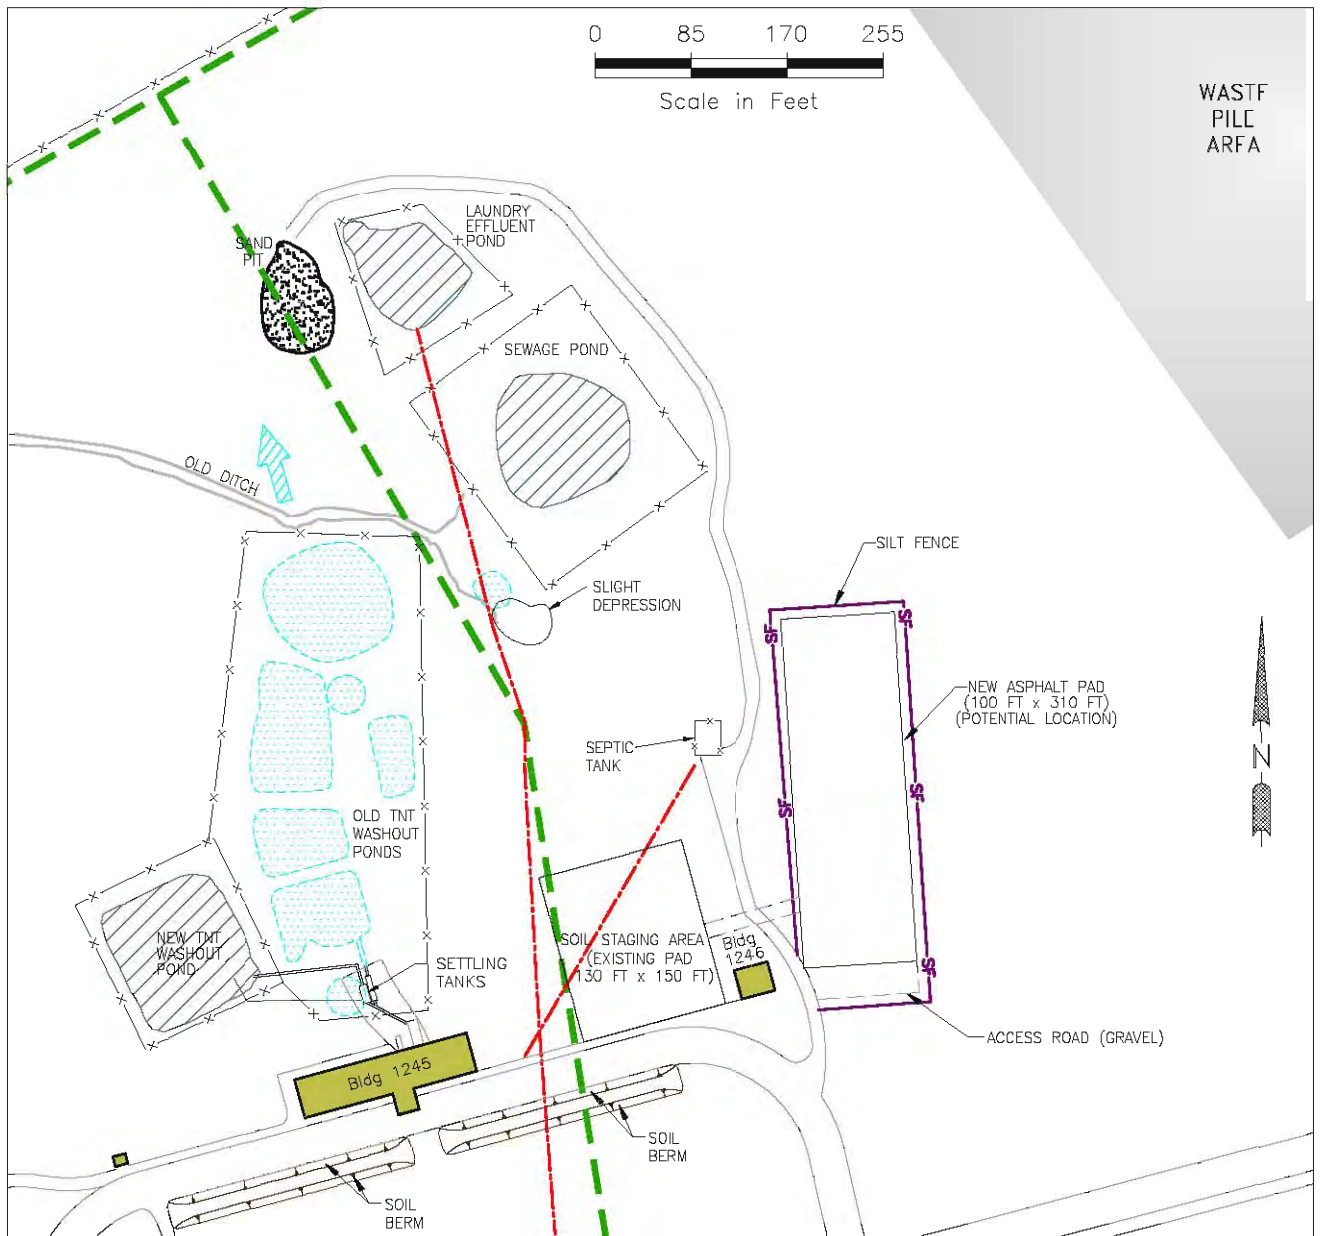 0 85 170 255
Scale in Feet
WASTF
PILE
ARFA
LAUNDRY
EFFLUENT
POND
SAND
PIT
SEWAGE POND
OLD DITCH
SILT FENCE
SLIGHT
DEPRESSION
SF
SF
NEW ASPHALT PAD
(100 FT x 310 FT)
(POTENTIAL LOCATION)
SEPTIC
TANK
N
SF
SF
OLD TNT
WASHOUT
PONDS
NEW TNT
WASHOUT
POND
SETTLING
TANKS
SOIL STAGING AREA
(EXISTING PAD
130 FT x 150 FT)
Bldg
1246
SF
ACCESS ROAD (GRAVEL)
Bldg 1245
SOIL
BERM
SOIL
BERM